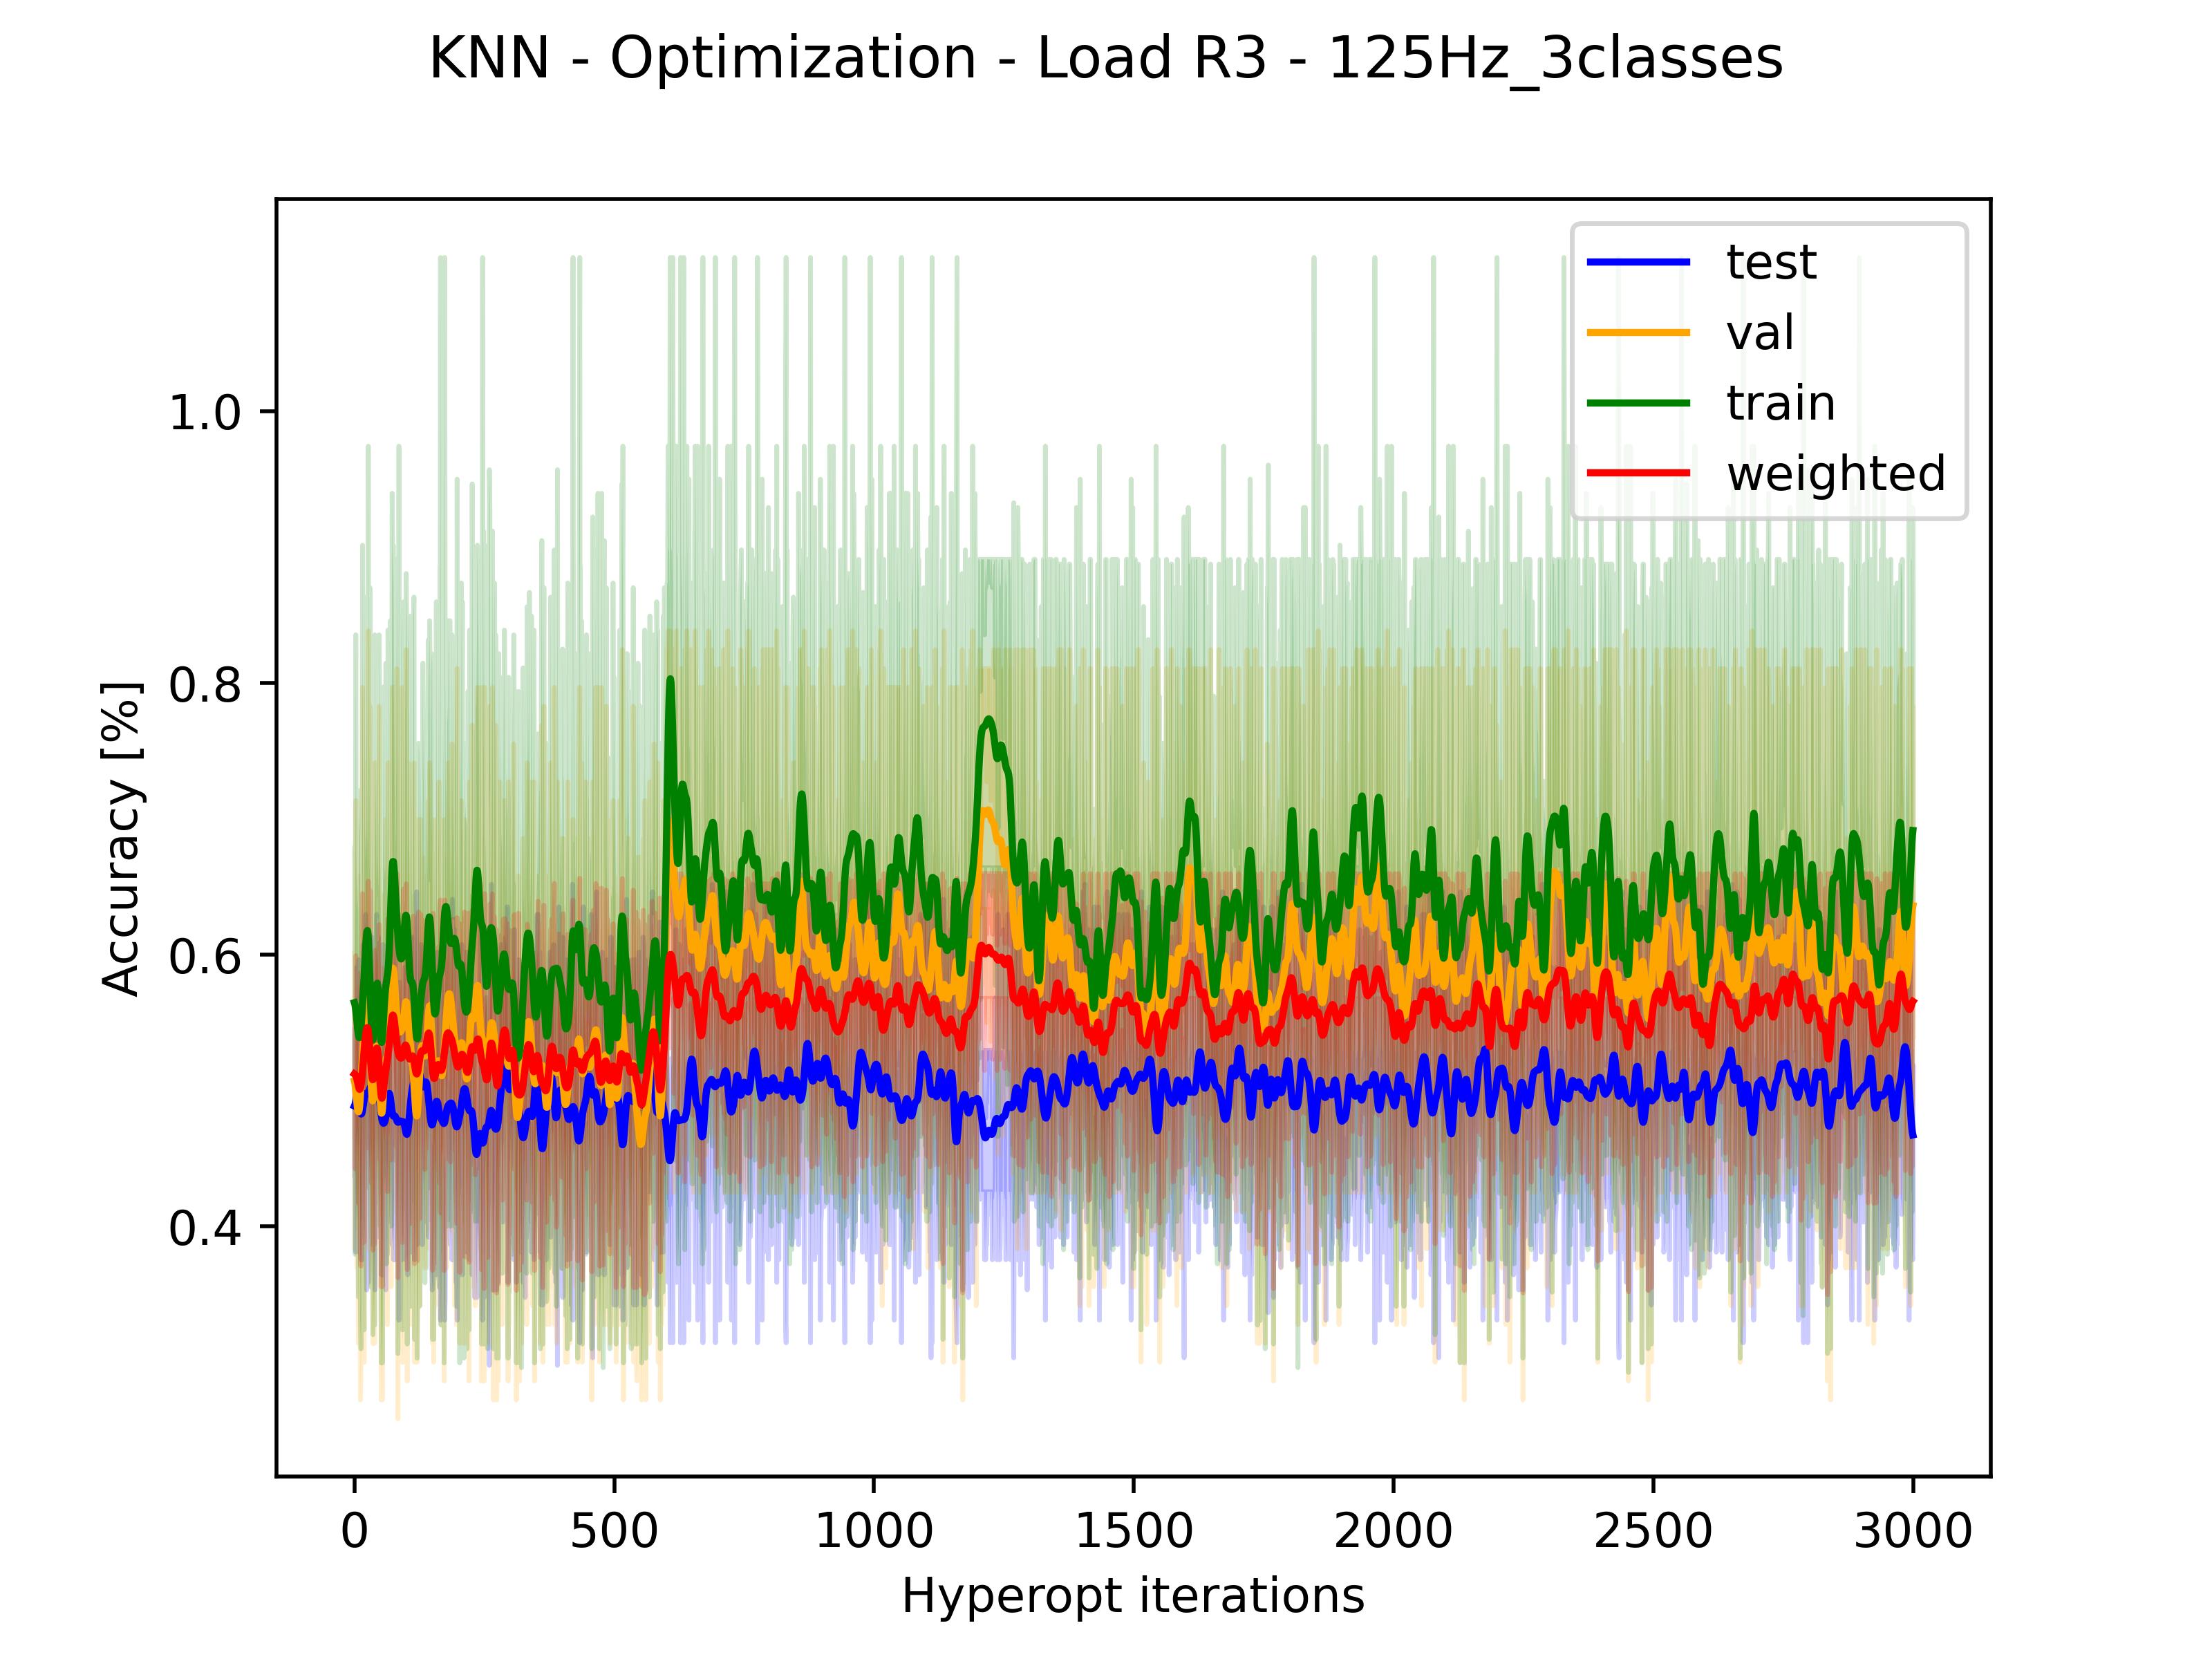 KNN - Optimization - Load R3 - 125Hz_3classes
test
val
train
weighted
Accuracy [%]
1.0
0.8
0.6
0.4
0 500 1000 1500 2000 2500 3000
Hyperopt iterations